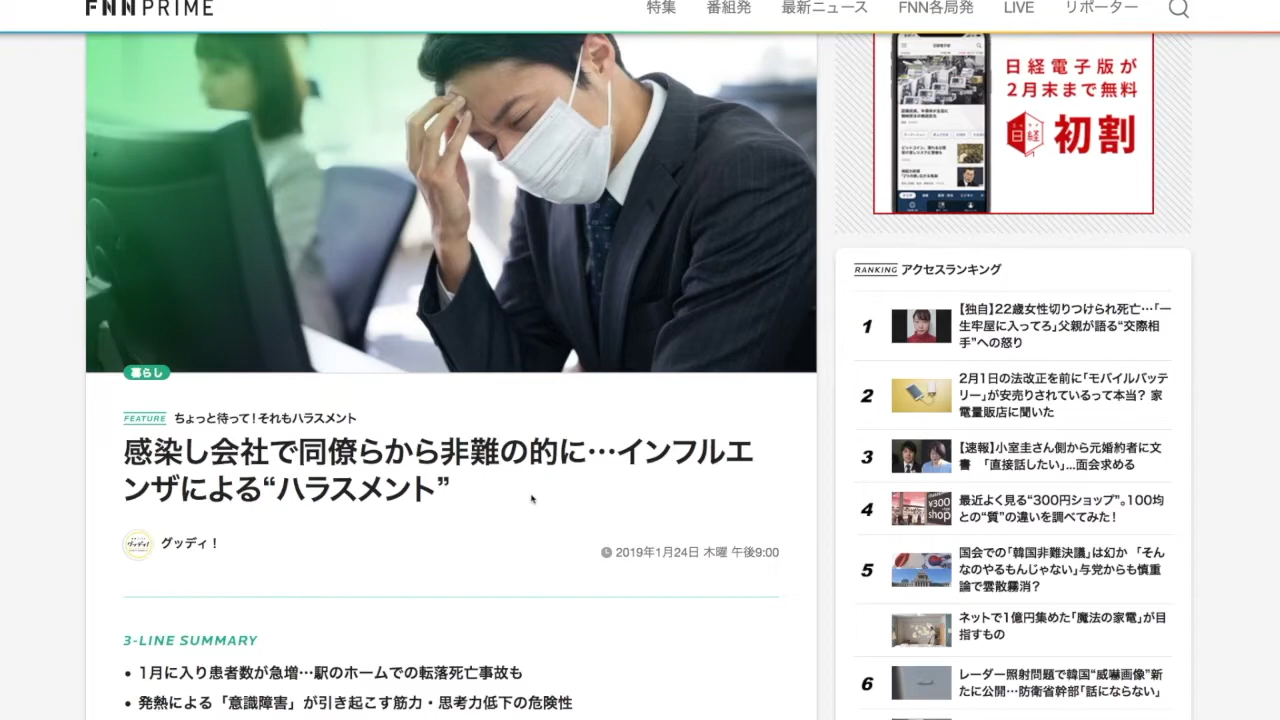 FNN PRIME
特集 番組発 最新ニュース FNN各局発 LIVE リポーター
日経電子版が
2月末まで無料
日経
初割
暮らし
FEATURE ちょっと待って!それもハラスメント
感染し会社で同僚らから非難の的に…インフルエ
ンザによる“ハラスメント”
グッディ!
2019年1月24日 木曜 午後9:00
3-LINE SUMMARY
• 1月に入り患者数が急増…駅のホームでの転落死亡事故も
• 発熱による「意識障害」が引き起こす筋力・思考力低下の危険性
RANKING アクセスランキング
1
【独自】22歳女性切りつけられ死亡…「一
生牢屋に入ってろ」父親が語る“交際相
手”への怒り
2
2月1日の法改正を前に「モバイルバッテ
リー」が安売りされているって本当? 家
電量販店に聞いた
3
【速報】小室圭さん側から元婚約者に文
書 「直接話したい」...面会求める
4
¥300
shop
最近よく見る“300円ショップ”。100均
との“質”の違いを調べてみた!
5
国会での「韓国非難決議」は幻か 「そん
なのやるもんじゃない」与党からも慎重
論で雲散霧消?
ネットで1億円集めた「魔法の家電」が目
指すもの
6
レーダー照射問題で韓国“威嚇画像”新
たに公開…防衛省幹部「話にならない」